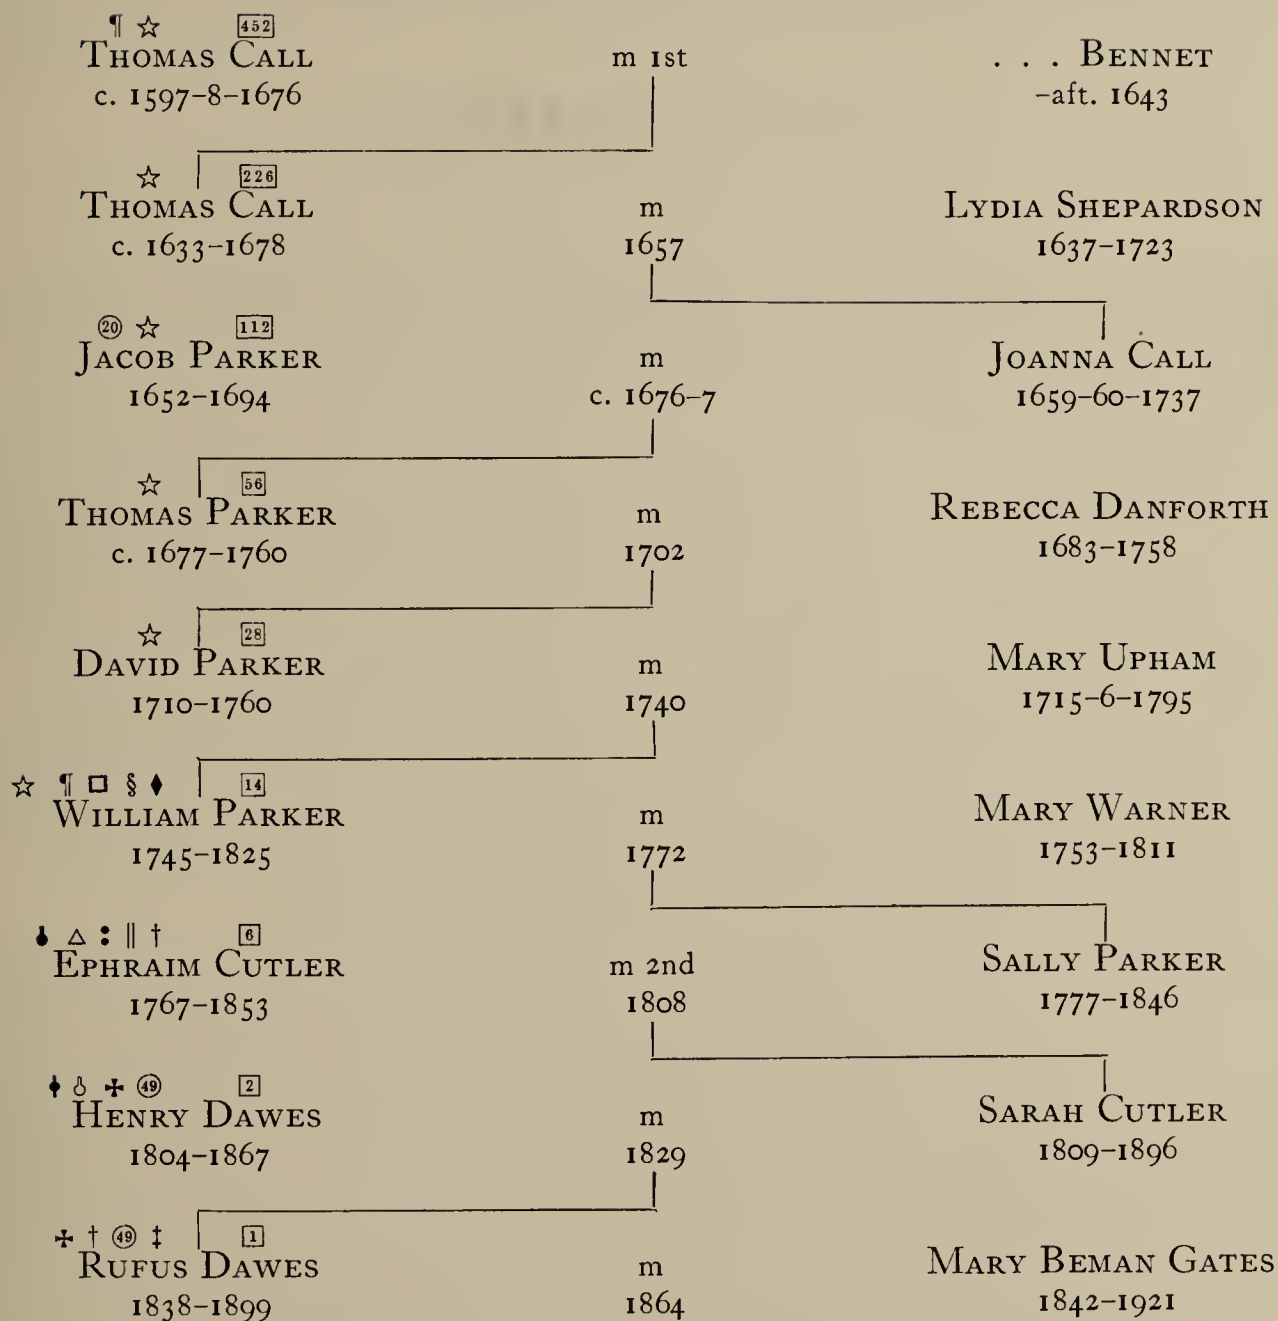 ¶ ☆ 452
THOMAS CALL m 1st . . . BENNET
c. 1597-8-1676 -aft. 1643
☆ 226
THOMAS CALL m LYDIA SHEPARDSON
c. 1633-1678 1657 1637-1723
⑳ ☆ 112
JACOB PARKER m JOANNA CALL
1652-1694 c. 1676-7 1659-60-1737
☆ 56
THOMAS PARKER m REBECCA DANFORTH
c. 1677-1760 1702 1683-1758
☆ 28
DAVID PARKER m MARY UPHAM
1710-1760 1740 1715-6-1795
☆ ¶ □ § ♦ 14
WILLIAM PARKER m MARY WARNER
1745-1825 1772 1753-1811
△ : ‖ † 6
EPHRAIM CUTLER m 2nd SALLY PARKER
1767-1853 1808 1777-1846
✠ ㊾ 2
HENRY DAWES m SARAH CUTLER
1804-1867 1829 1809-1896
✠ † ㊾ ‡ 1
RUFUS DAWES m MARY BEMAN GATES
1838-1899 1864 1842-1921